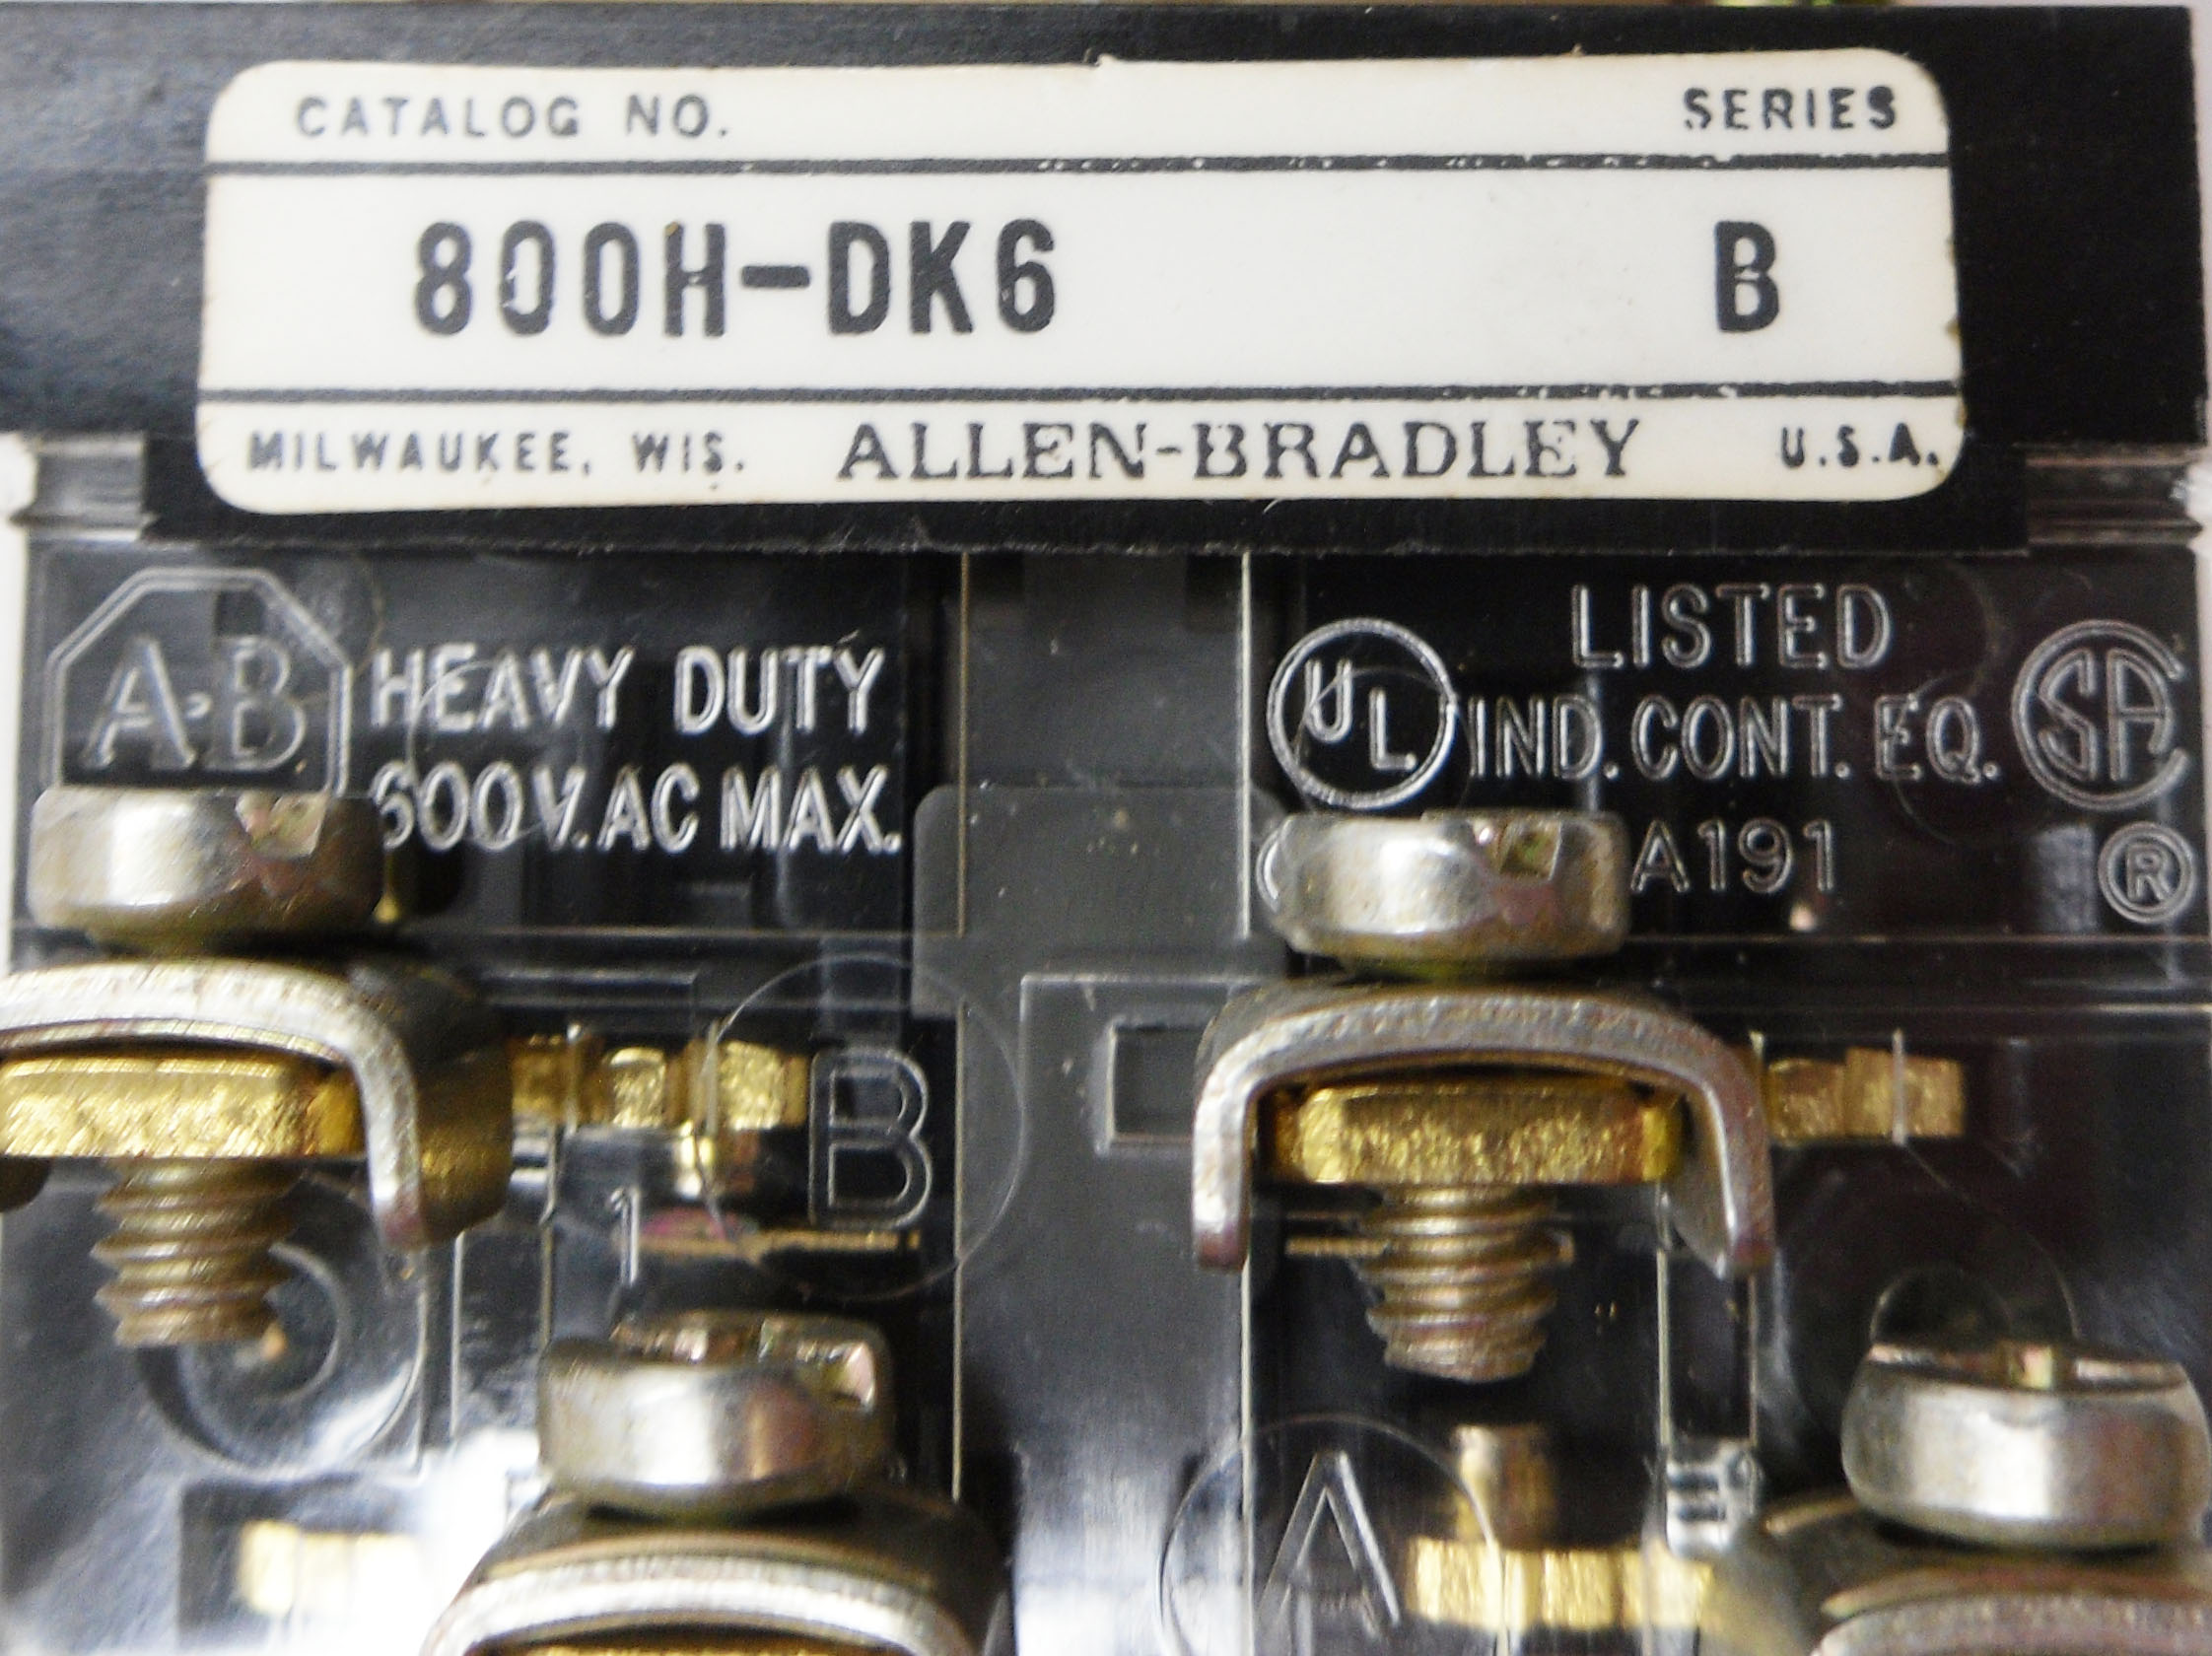 CATALOG NO. SERIES
800H-DK6 B
MILWAUKEE, WIS. ALLEN-BRADLEY U.S.A.
A·B HEAVY DUTY
600V. AC MAX.
LISTED
UL IND. CONT. EQ. SA
A191 ®
B
1
A